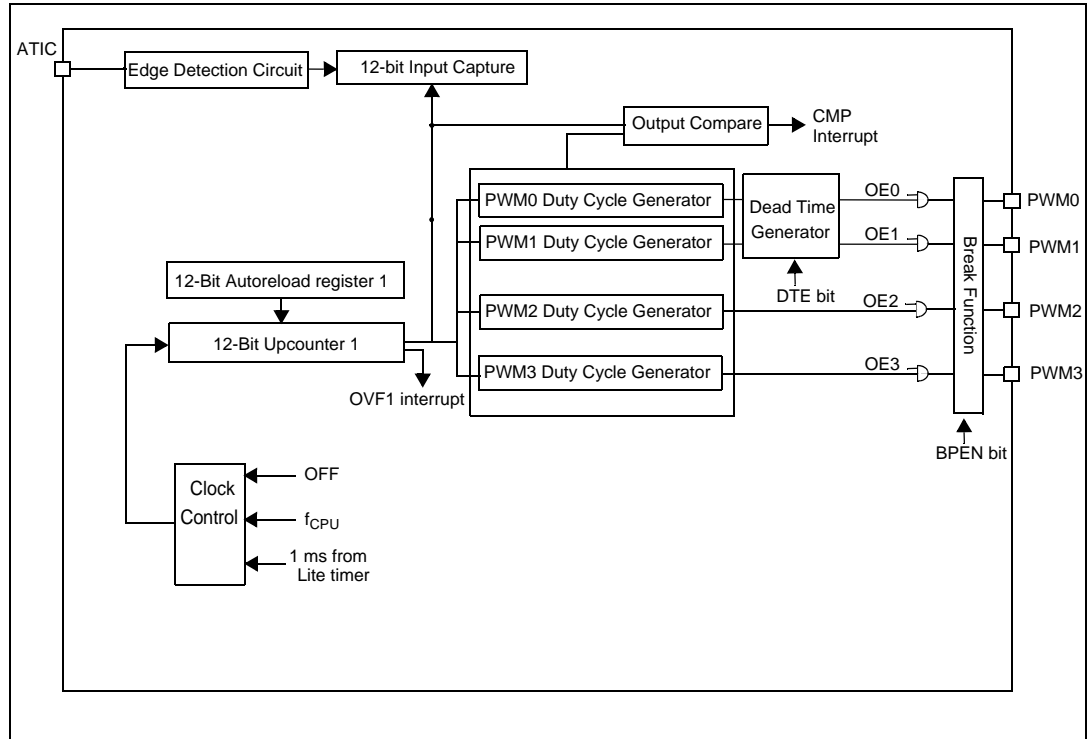 ATIC
Edge Detection Circuit
12-bit Input Capture
Output Compare
CMP
Interrupt
PWM0 Duty Cycle Generator
PWM1 Duty Cycle Generator
PWM2 Duty Cycle Generator
PWM3 Duty Cycle Generator
Dead Time
Generator
DTE bit
OE0
OE1
OE2
OE3
Break Function
BPEN bit
PWM0
PWM1
PWM2
PWM3
12-Bit Autoreload register 1
12-Bit Upcounter 1
OVF1 interrupt
Clock
Control
OFF
fCPU
1 ms from
Lite timer